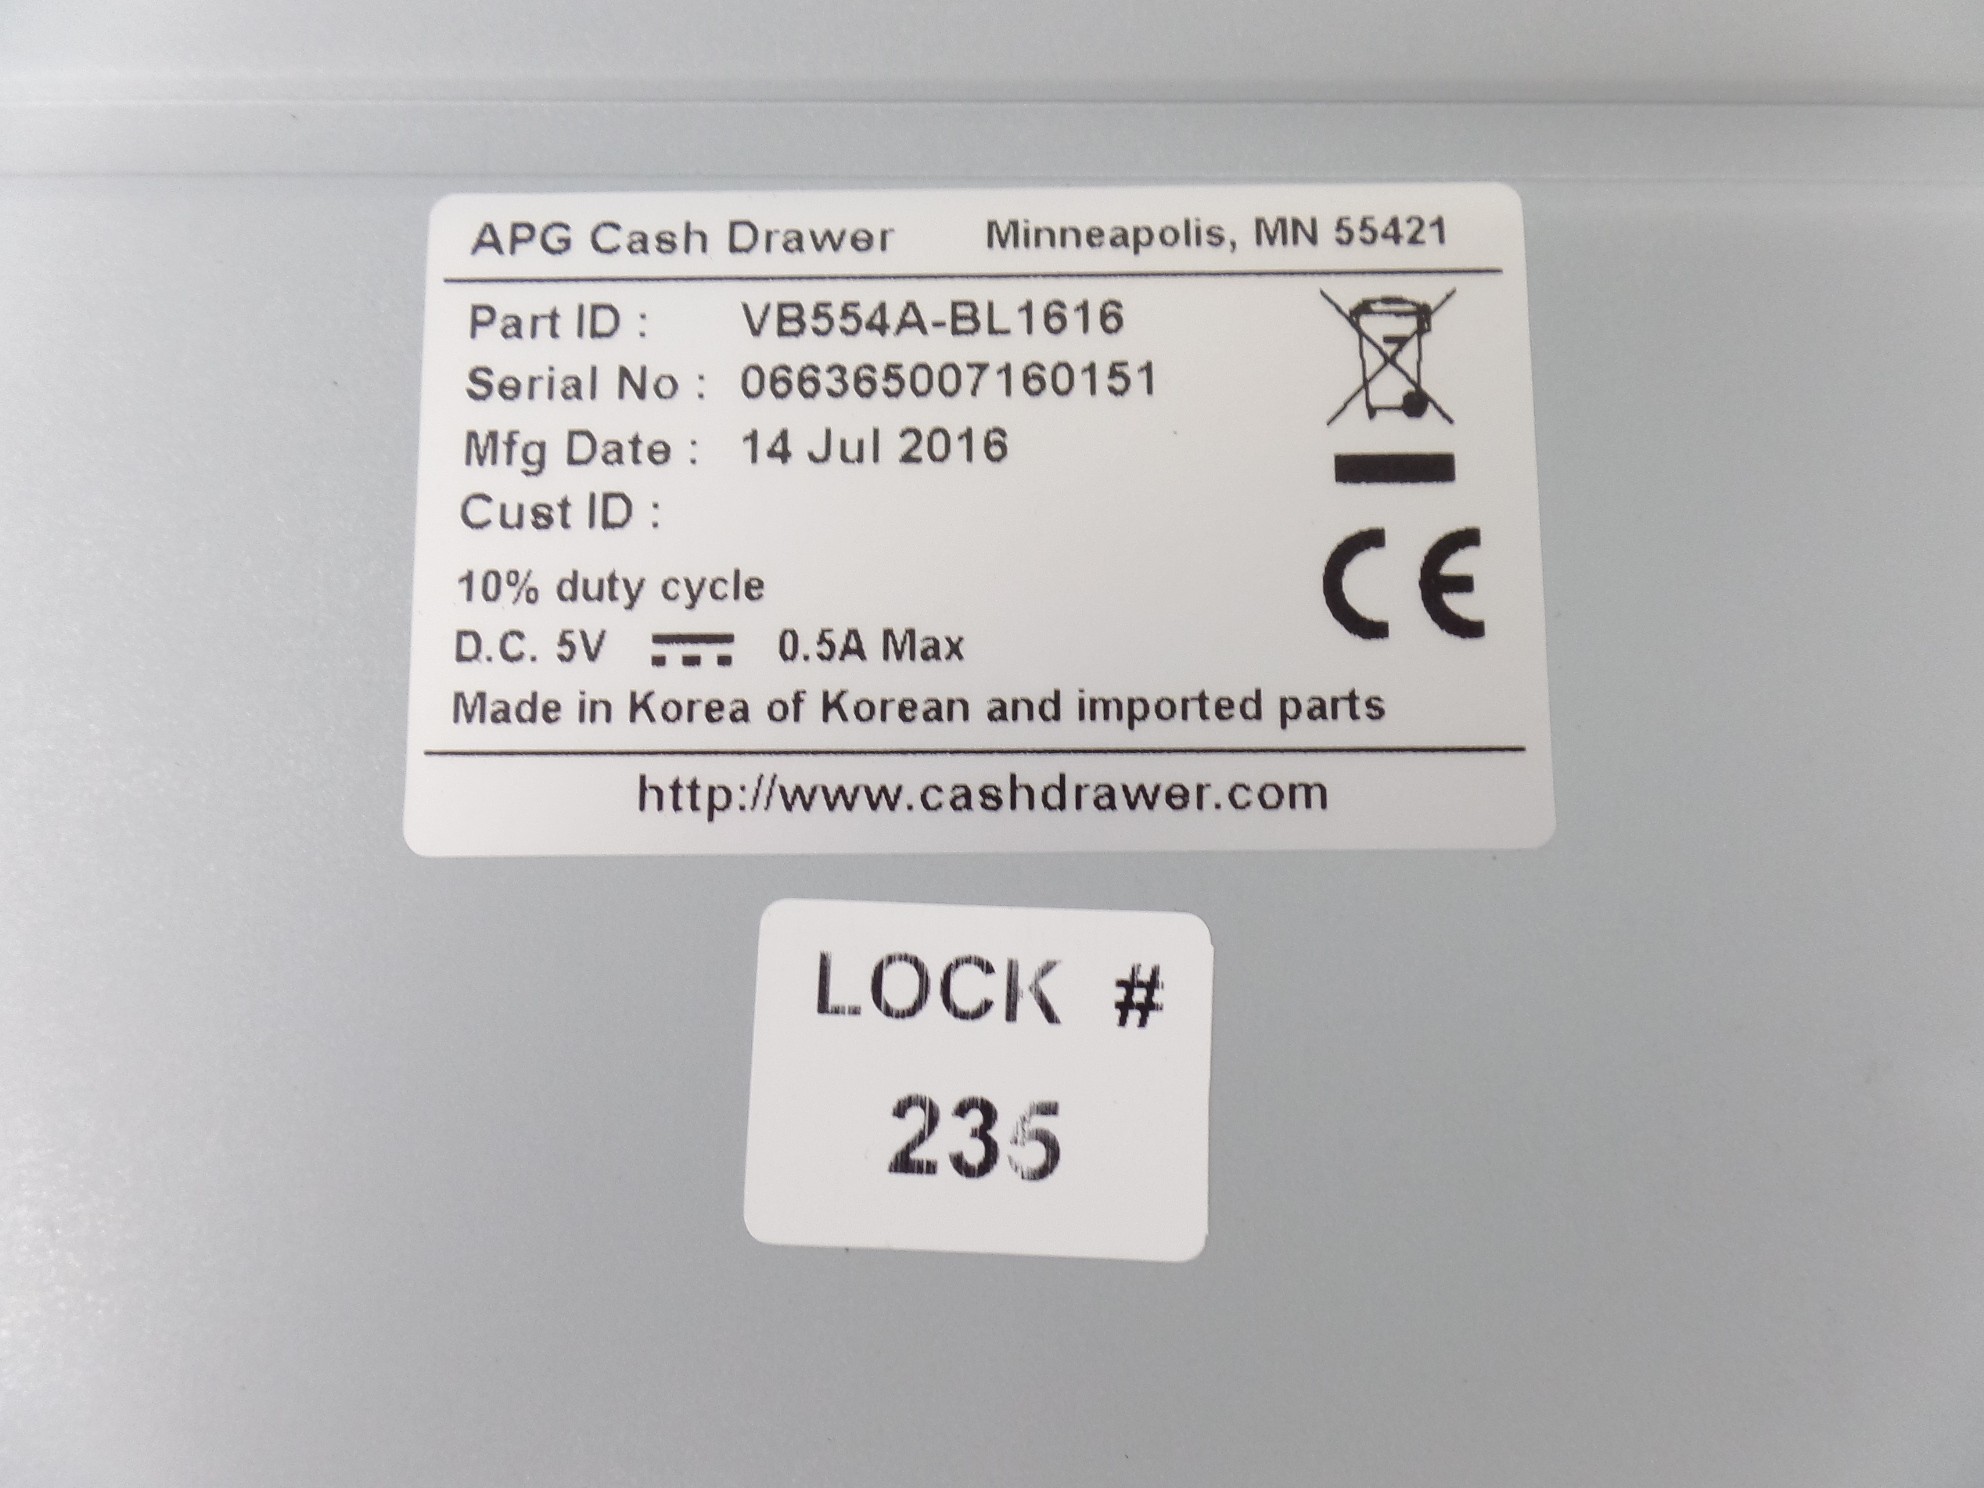 APG Cash Drawer Minneapolis, MN 55421
Part ID : VB554A-BL1616
Serial No : 066365007160151
Mfg Date : 14 Jul 2016
Cust ID :
10% duty cycle
D.C. 5V 0.5A Max
Made in Korea of Korean and imported parts
CE
http://www.cashdrawer.com
LOCK #
235